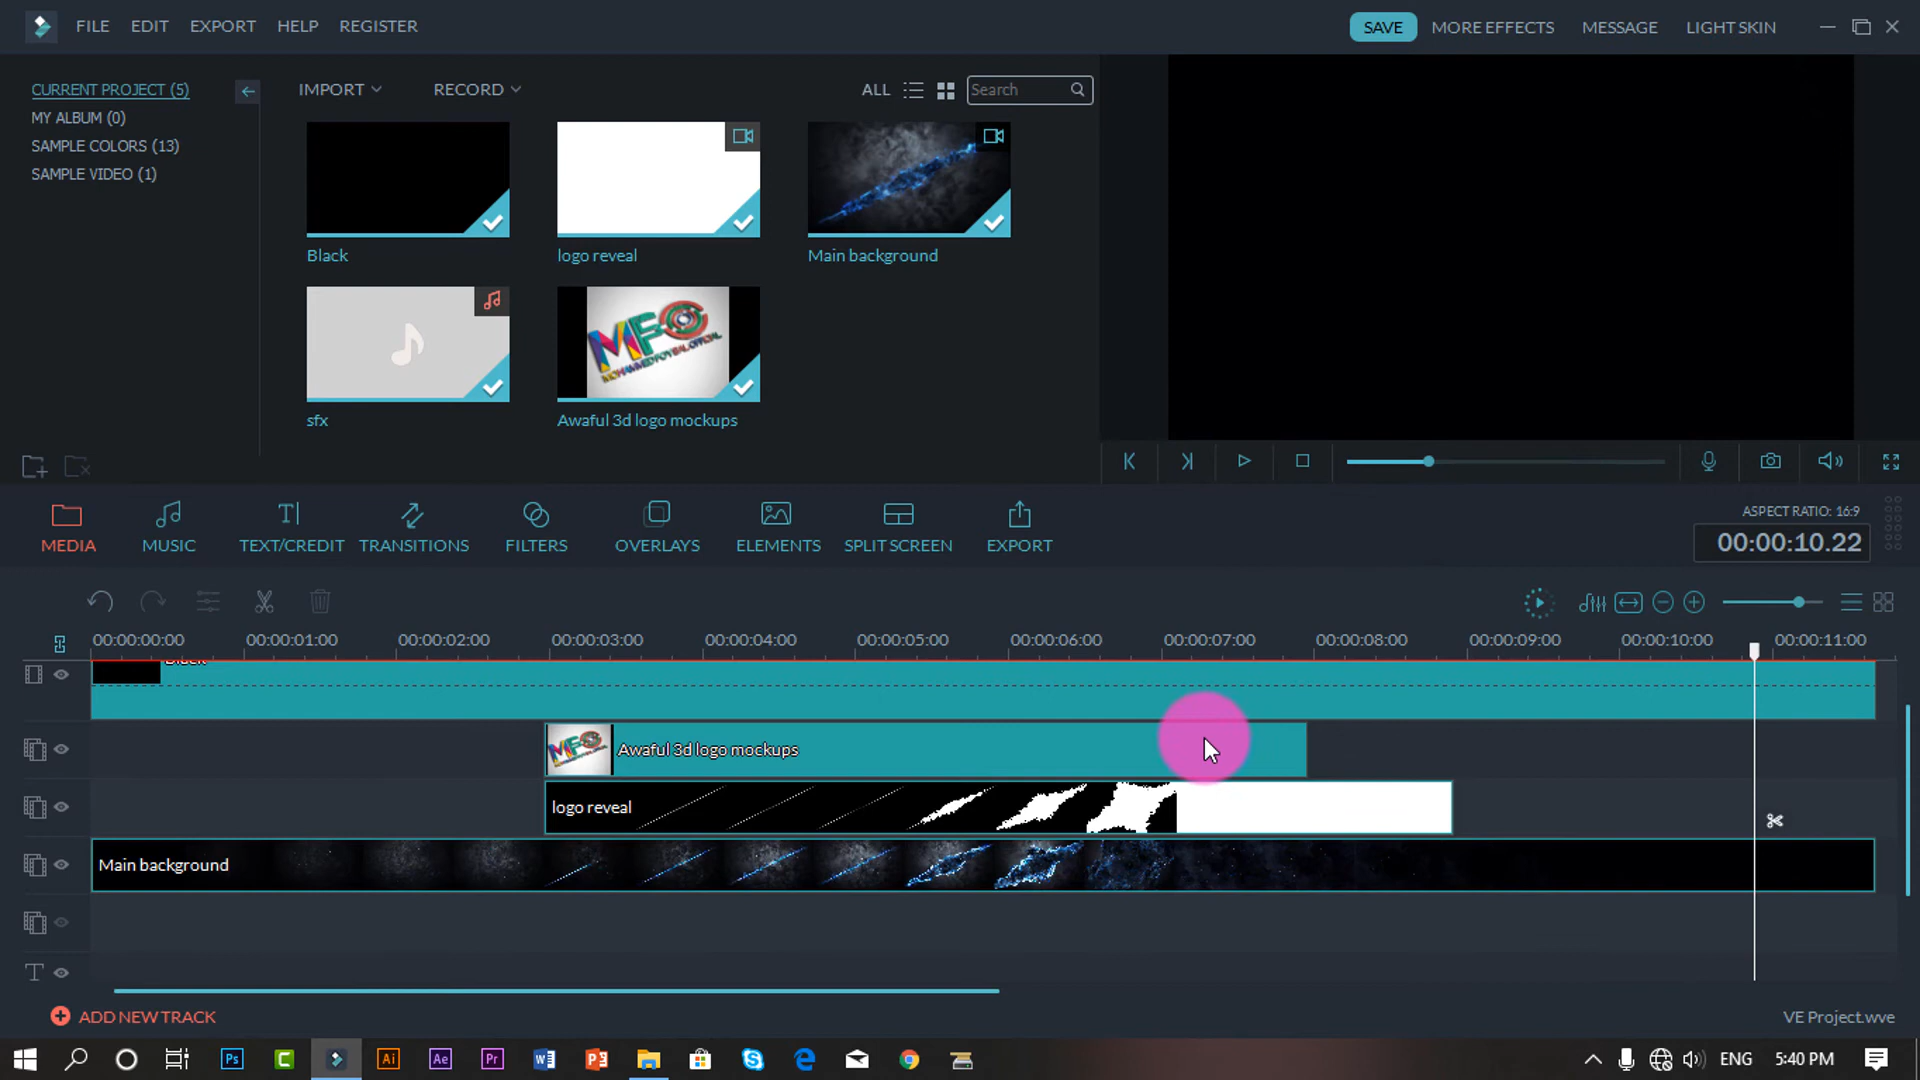 FILE EDIT EXPORT HELP REGISTER SAVE MORE EFFECTS MESSAGE LIGHT SKIN
CURRENT PROJECT (5) IMPORT RECORD ALL Search
MY ALBUM (0)
SAMPLE COLORS (13)
SAMPLE VIDEO (1)
Black logo reveal Main background
MFO
sfx Awaful 3d logo mockups
ASPECT RATIO: 16:9
00:00:10.22
MEDIA MUSIC TEXT/CREDIT TRANSITIONS FILTERS OVERLAYS ELEMENTS SPLIT SCREEN EXPORT
00:00:00:00 00:00:01:00 00:00:02:00 00:00:03:00 00:00:04:00 00:00:05:00 00:00:06:00 00:00:07:00 00:00:08:00 00:00:09:00 00:00:10:00 00:00:11:00
Black
Awaful 3d logo mockups
logo reveal
Main background
ADD NEW TRACK VE Project.wve
Ps C Ai Ae Pr ENG 5:40 PM